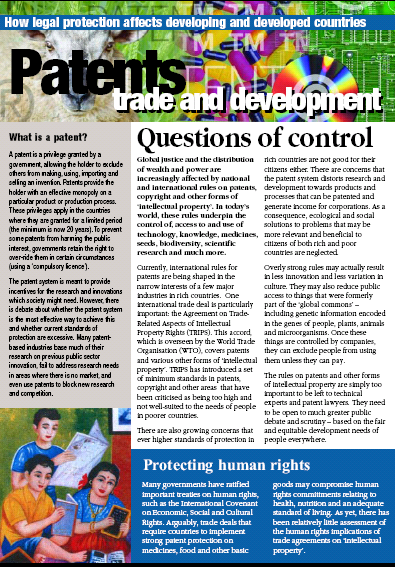 How legal protection affects developing and developed countries
TM TM TM
Patents
trade and development
What is a patent?
A patent is a privilege granted by a
government, allowing the holder to exclude
others from making, using, importing and
selling an invention. Patents provide the
holder with an effective monopoly on a
particular product or production process.
These privileges apply in the countries
where they are granted for a limited period
(the minimum is now 20 years). To prevent
some patents from harming the public
interest, governments retain the right to
over-ride them in certain circumstances
(using a 'compulsory licence').
The patent system is meant to provide
incentives for the research and innovations
which society might need. However, there
is debate about whether the patent system
is the most effective way to achieve this
and whether current standards of
protection are excessive. Many patent-
based industries base much of their
research on previous public sector
innovation, fail to address research needs
in areas where there is no market, and
even use patents to block new research
and competition.
Questions of control
Global justice and the distribution
of wealth and power are
increasingly affected by national
and international rules on patents,
copyright and other forms of
'intellectual property'. In today's
world, these rules underpin the
control of, access to and use of
technology, knowledge, medicines,
seeds, biodiversity, scientific
research and much more.
Currently, international rules for
patents are being shaped in the
narrow interests of a few major
industries in rich countries. One
international trade deal is particularly
important: the Agreement on Trade-
Related Aspects of Intellectual
Property Rights (TRIPS). This accord,
which is overseen by the World Trade
Organisation (WTO), covers patents
and various other forms of 'intellectual
property'. TRIPS has introduced a set
of minimum standards in patents,
copyright and other areas that have
been criticised as being too high and
not well-suited to the needs of people
in poorer countries.
There are also growing concerns that
ever higher standards of protection in
rich countries are not good for their
citizens either. There are concerns that
the patent system distorts research and
development towards products and
processes that can be patented and
generate income for corporations. As a
consequence, ecological and social
solutions to problems that may be
more relevant and beneficial to
citizens of both rich and poor
countries are neglected.
Overly strong rules may actually result
in less innovation and less variation in
culture. They may also reduce public
access to things that were formerly
part of the 'global commons' –
including genetic information encoded
in the genes of people, plants, animals
and microorganisms. Once these
things are controlled by companies,
they can exclude people from using
them unless they can pay.
The rules on patents and other forms
of intellectual property are simply too
important to be left to technical
experts and patent lawyers. They need
to be open to much greater public
debate and scrutiny – based on the fair
and equitable development needs of
people everywhere.
Protecting human rights
Many governments have ratified
important treaties on human rights,
such as the International Covenant
on Economic, Social and Cultural
Rights. Arguably, trade deals that
require countries to implement
strong patent protection on
medicines, food and other basic
goods may compromise human
rights commitments relating to
health, nutrition and an adequate
standard of living. As yet, there has
been relatively little assessment of
the human rights implications of
trade agreements on 'intellectual
property'.